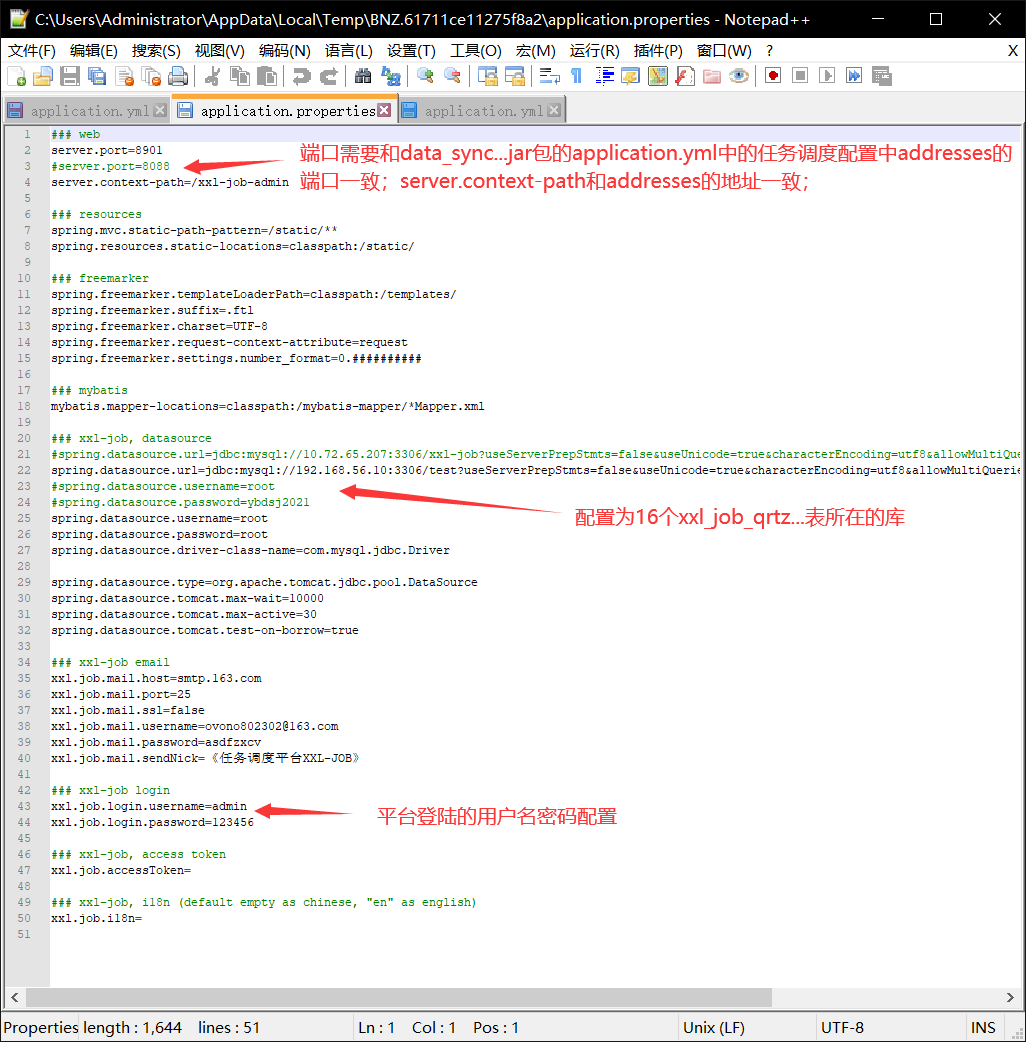 C:\Users\Administrator\AppData\Local\Temp\BNZ.61711ce11275f8a2\application.properties - Notepad++
文件(F) 编辑(E) 搜索(S) 视图(V) 编码(N) 语言(L) 设置(T) 工具(O) 宏(M) 运行(R) 插件(P) 窗口(W) ? X
application.yml application.properties application.yml
1 ### web
2 server.port=8901
3 #server.port=8088
4 server.context-path=/xxl-job-admin
端口需要和data_sync...jar包的application.yml中的任务调度配置中addresses的
端口一致；server.context-path和addresses的地址一致；
5
6 ### resources
7 spring.mvc.static-path-pattern=/static/**
8 spring.resources.static-locations=classpath:/static/
9
10 ### freemarker
11 spring.freemarker.templateLoaderPath=classpath:/templates/
12 spring.freemarker.suffix=.ftl
13 spring.freemarker.charset=UTF-8
14 spring.freemarker.request-context-attribute=request
15 spring.freemarker.settings.number_format=0.##########
16
17 ### mybatis
18 mybatis.mapper-locations=classpath:/mybatis-mapper/*Mapper.xml
19
20 ### xxl-job, datasource
21 #spring.datasource.url=jdbc:mysql://10.72.65.207:3306/xxl-job?useServerPrepStmts=false&useUnicode=true&characterEncoding=utf8&allowMultiQue
22 spring.datasource.url=jdbc:mysql://192.168.56.10:3306/test?useServerPrepStmts=false&useUnicode=true&characterEncoding=utf8&allowMultiQuerie
23 #spring.datasource.username=root
24 #spring.datasource.password=ybdsj2021
25 spring.datasource.username=root
配置为16个xxl_job_qrtz...表所在的库
26 spring.datasource.password=root
27 spring.datasource.driver-class-name=com.mysql.jdbc.Driver
28
29 spring.datasource.type=org.apache.tomcat.jdbc.pool.DataSource
30 spring.datasource.tomcat.max-wait=10000
31 spring.datasource.tomcat.max-active=30
32 spring.datasource.tomcat.test-on-borrow=true
33
34 ### xxl-job email
35 xxl.job.mail.host=smtp.163.com
36 xxl.job.mail.port=25
37 xxl.job.mail.ssl=false
38 xxl.job.mail.username=ovono802302@163.com
39 xxl.job.mail.password=asdfzxcv
40 xxl.job.mail.sendNick=《任务调度平台XXL-JOB》
41
42 ### xxl-job login
43 xxl.job.login.username=admin
平台登陆的用户名密码配置
44 xxl.job.login.password=123456
45
46 ### xxl-job, access token
47 xxl.job.accessToken=
48
49 ### xxl-job, i18n (default empty as chinese, "en" as english)
50 xxl.job.i18n=
51
Properties length : 1,644 lines : 51 Ln : 1 Col : 1 Pos : 1 Unix (LF) UTF-8 INS